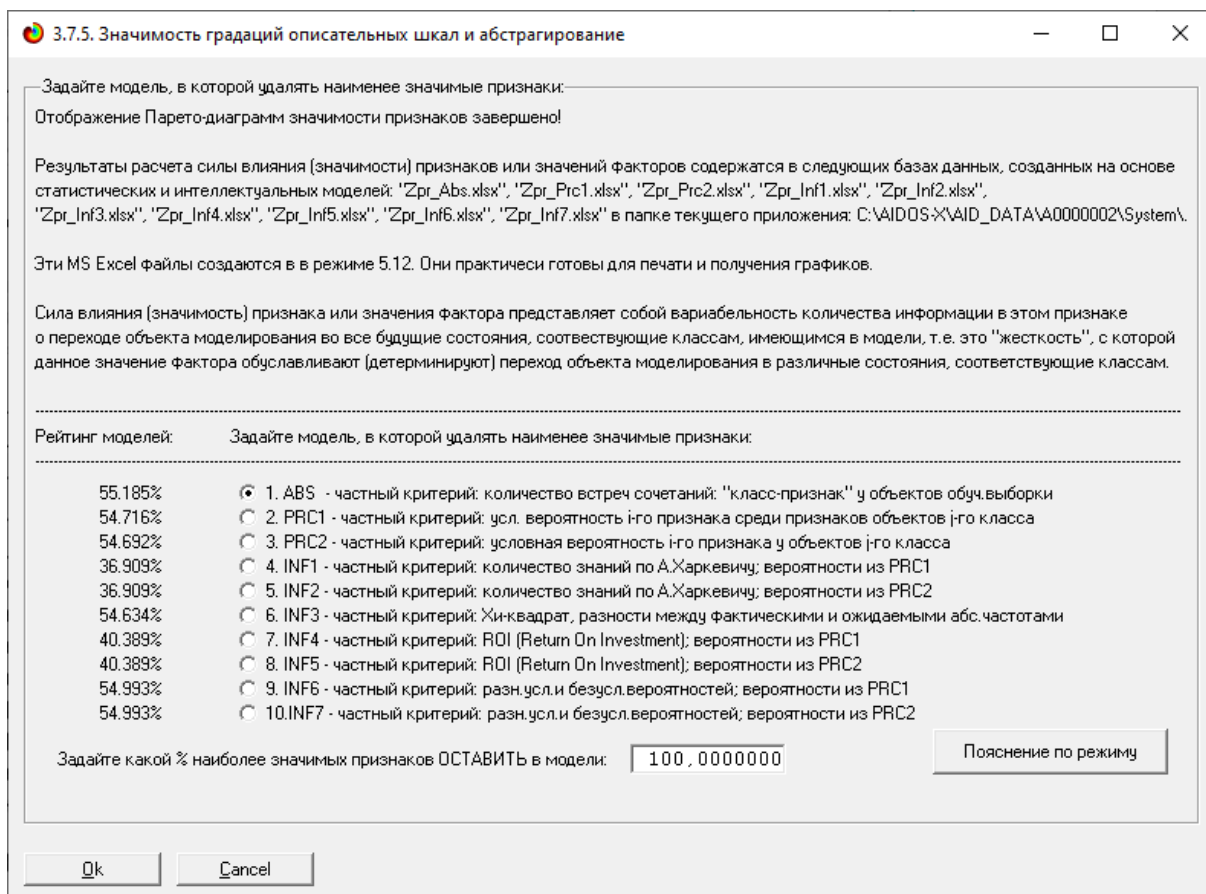 3.7.5. Значимость градаций описательных шкал и абстрагирование
Задайте модель, в которой удалять наименее значимые признаки:
Отображение Парето-диаграмм значимости признаков завершено!
Результаты расчета силы влияния (значимости) признаков или значений факторов содержатся в следующих базах данных, созданных на основе
статистических и интеллектуальных моделей: "Zpr_Abs.xlsx", "Zpr_Prc1.xlsx", "Zpr_Prc2.xlsx", "Zpr_Inf1.xlsx", "Zpr_Inf2.xlsx",
"Zpr_Inf3.xlsx", "Zpr_Inf4.xlsx", "Zpr_Inf5.xlsx", "Zpr_Inf6.xlsx", "Zpr_Inf7.xlsx" в папке текущего приложения: C:\AIDOS-X\AID_DATA\A0000002\System\.
Эти MS Excel файлы создаются в в режиме 5.12. Они практичеси готовы для печати и получения графиков.
Сила влияния (значимость) признака или значения фактора представляет собой вариабельность количества информации в этом признаке
о переходе объекта моделирования во все будущие состояния, соотвествующие классам, имеющимся в модели, т.е. это "жесткость", с которой
данное значение фактора обуславливают (детерминируют) переход объекта моделирования в различные состояния, соответствующие классам.
Рейтинг моделей: Задайте модель, в которой удалять наименее значимые признаки:
55.185% 1. ABS - частный критерий: количество встреч сочетаний: "класс-признак" у объектов обуч.выборки
54.716% 2. PRC1 - частный критерий: усл. вероятность i-го признака среди признаков объектов j-го класса
54.692% 3. PRC2 - частный критерий: условная вероятность i-го признака у объектов j-го класса
36.909% 4. INF1 - частный критерий: количество знаний по А.Харкевичу; вероятности из PRC1
36.909% 5. INF2 - частный критерий: количество знаний по А.Харкевичу; вероятности из PRC2
54.634% 6. INF3 - частный критерий: Хи-квадрат, разности между фактическими и ожидаемыми абс.частотами
40.389% 7. INF4 - частный критерий: ROI (Return On Investment); вероятности из PRC1
40.389% 8. INF5 - частный критерий: ROI (Return On Investment); вероятности из PRC2
54.993% 9. INF6 - частный критерий: разн.усл.и безусл.вероятностей; вероятности из PRC1
54.993% 10.INF7 - частный критерий: разн.усл.и безусл.вероятностей; вероятности из PRC2
Задайте какой % наиболее значимых признаков ОСТАВИТЬ в модели: 100,0000000 Пояснение по режиму
Ok Cancel